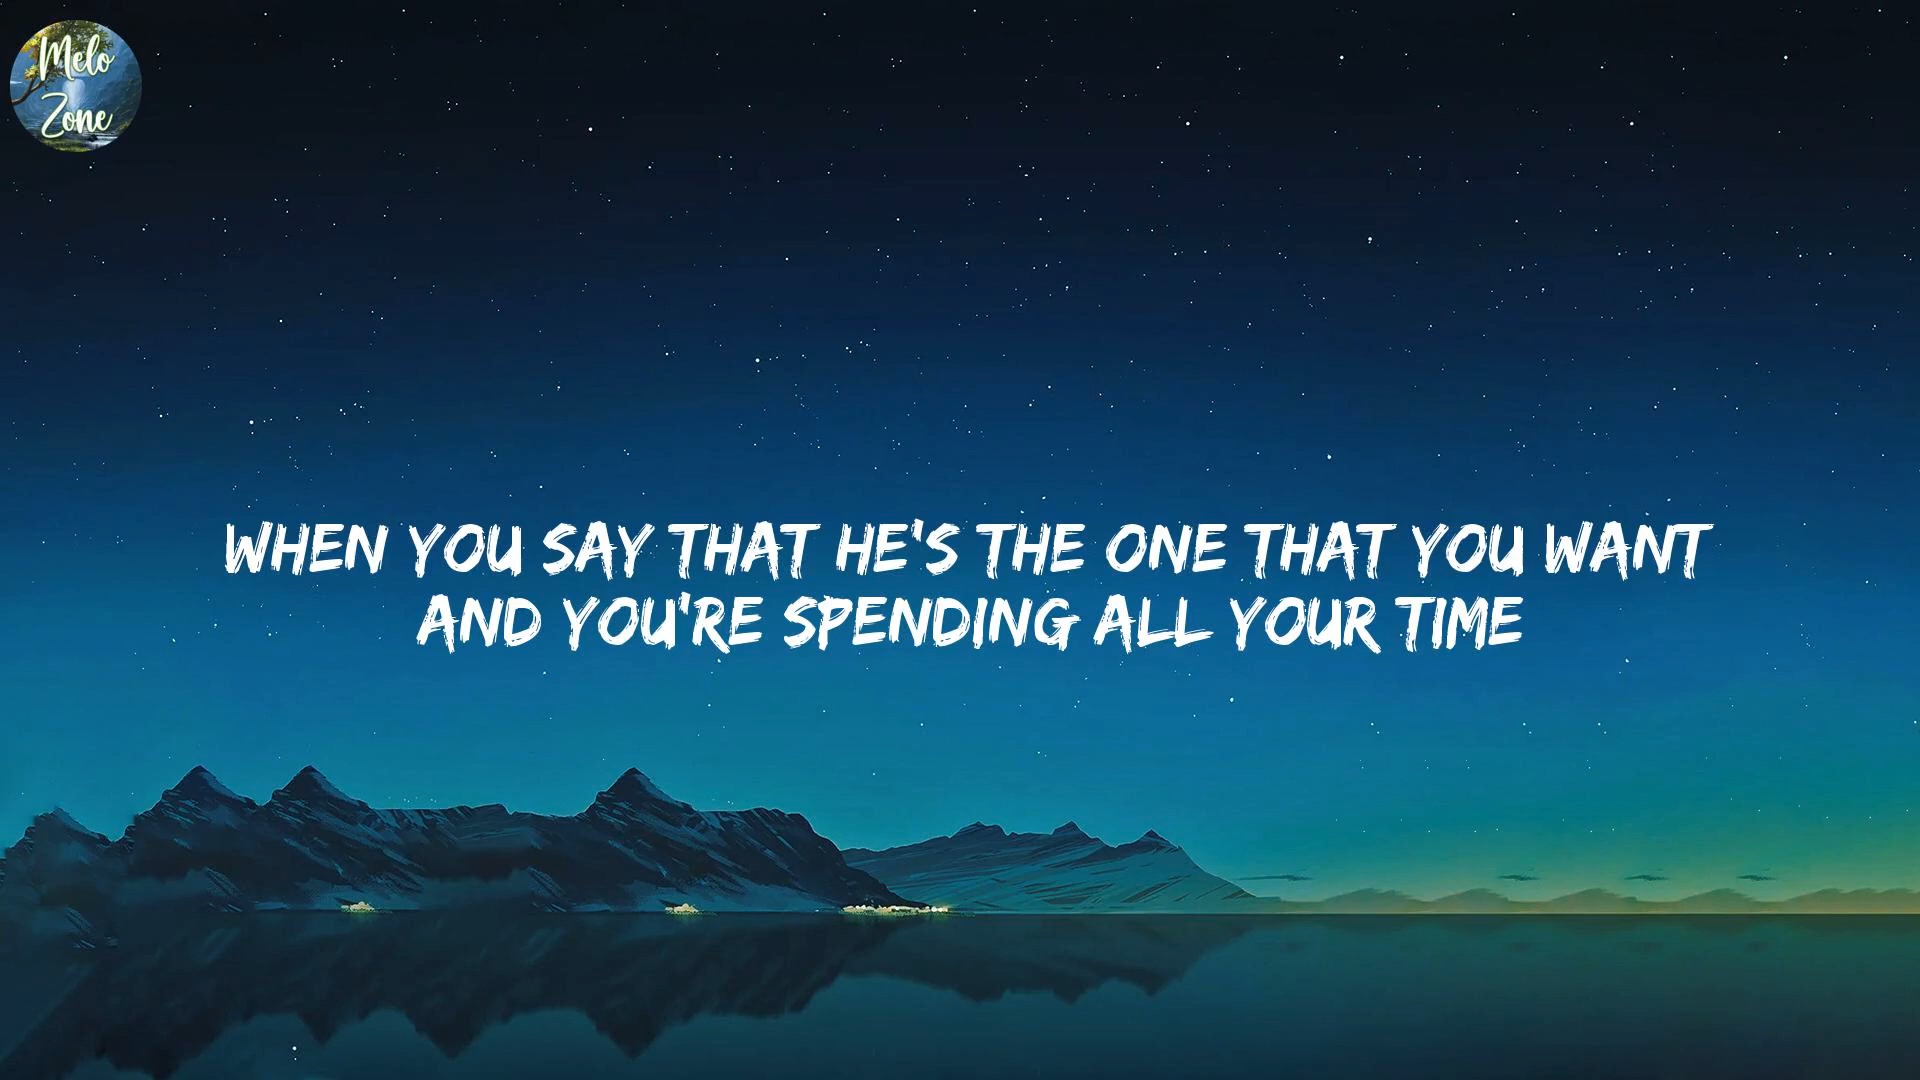 Melo
Zone
WHEN YOU SAY THAT HE'S THE ONE THAT YOU WANT
AND YOU'RE SPENDING ALL YOUR TIME